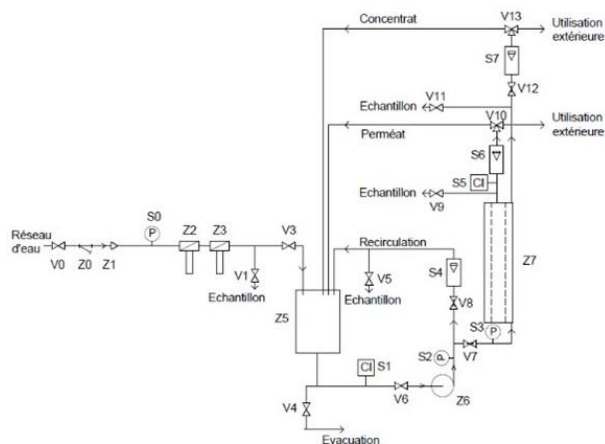 V13
Concentrat
Utilisation
extérieure
S7
V12
V11
Echantillon
V10
Utilisation
extérieure
Perméat
S6
S5
CI
Echantillon
V9
S0
P
Z2
Z3
V3
Réseau
d'eau
V0
Z0
Z1
V1
Echantillon
Recirculation
S4
V5
Echantillon
V8
Z7
Z5
S3
P
S2
P
V7
CI
S1
V6
Z6
V4
Evacuation